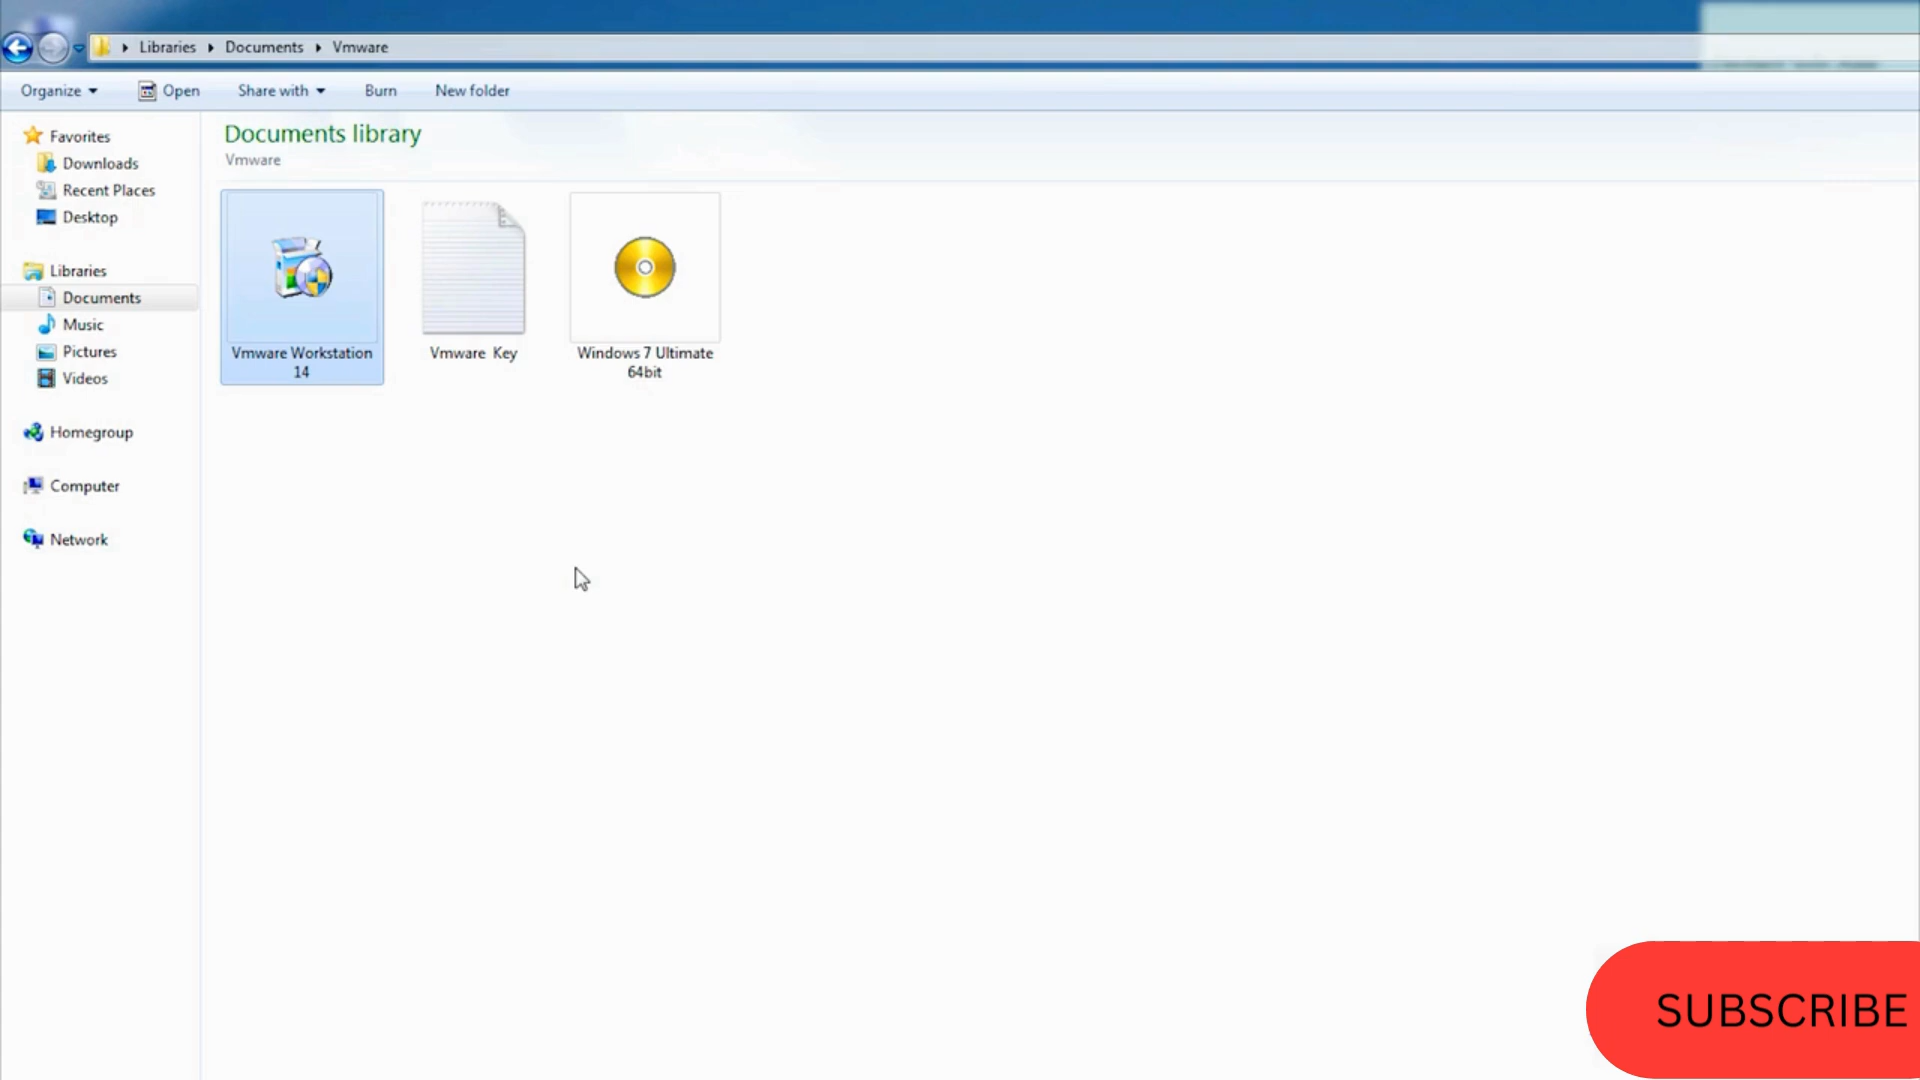 Libraries Documents Vmware
Organize Open Share with Burn New folder
Favorites
Downloads
Recent Places
Desktop
Libraries
Documents
Music
Pictures
Videos
Homegroup
Computer
Network
Documents library
Vmware
Vmware Workstation
14
Vmware Key
Windows 7 Ultimate
64bit
SUBSCRIBE